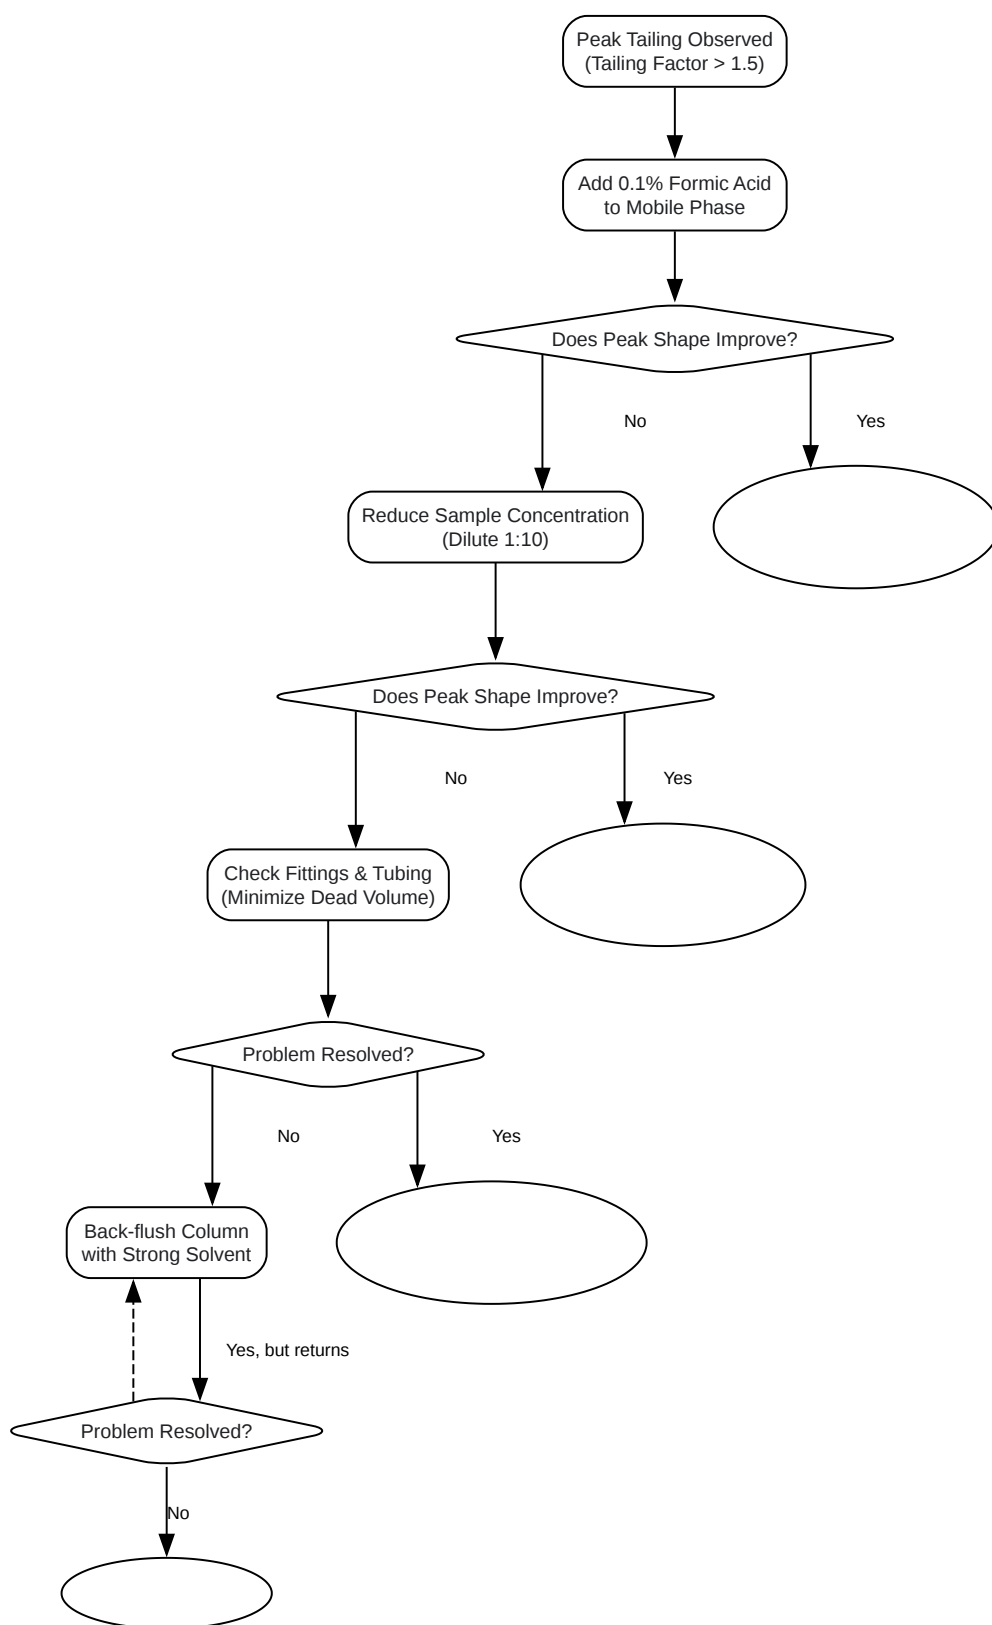 Peak Tailing Observed
(Tailing Factor > 1.5)
Add 0.1% Formic Acid
to Mobile Phase
Does Peak Shape Improve?
No
Yes
Reduce Sample Concentration
(Dilute 1:10)
Does Peak Shape Improve?
No
Yes
Check Fittings & Tubing
(Minimize Dead Volume)
Problem Resolved?
No
Yes
Back-flush Column
with Strong Solvent
Yes, but returns
Problem Resolved?
No